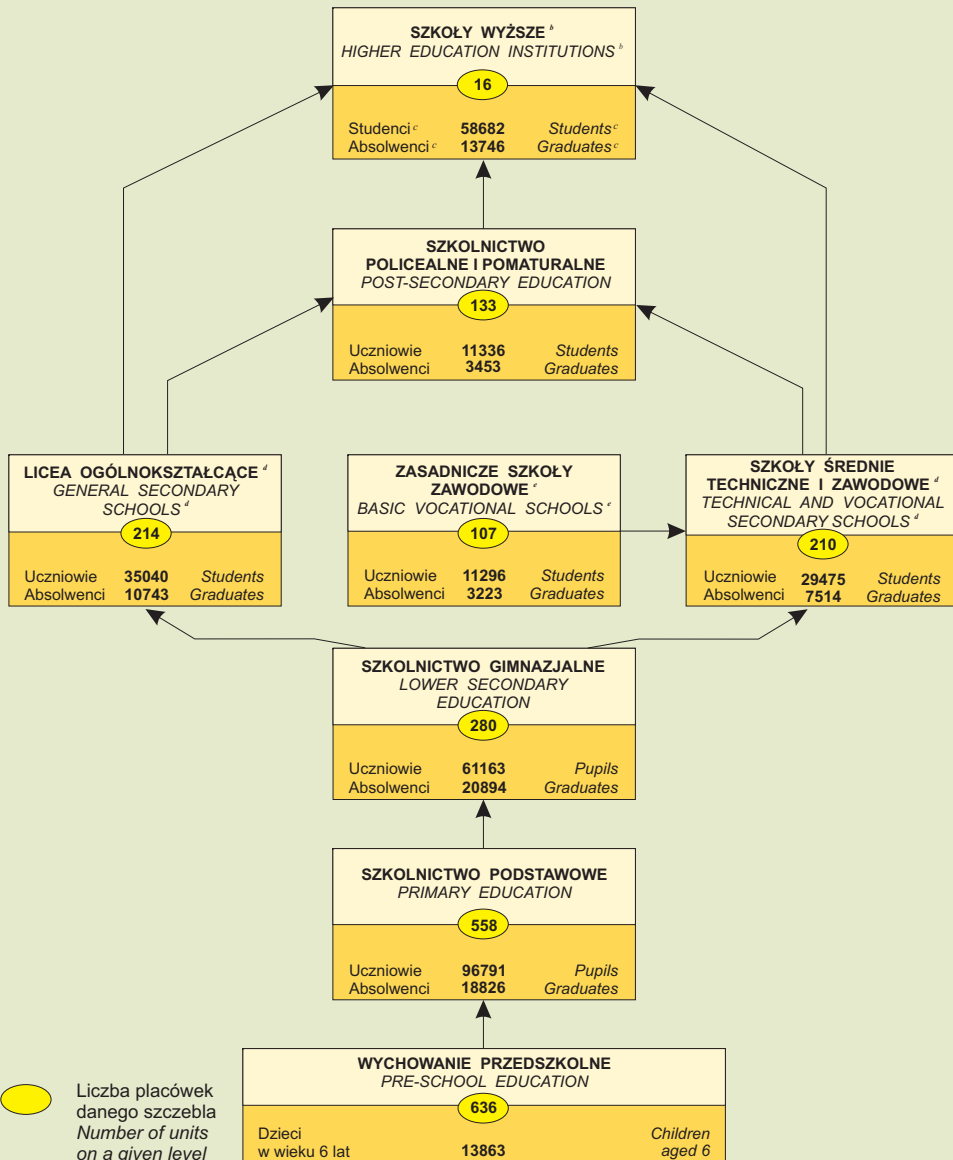 SZKOŁY WYŻSZE b
HIGHER EDUCATION INSTITUTIONS b
16
Studenci c 58682 Students c
Absolwenci c 13746 Graduates c
SZKOLNICTWO
POLICEALNE I POMATURALNE
POST-SECONDARY EDUCATION
133
Uczniowie 11336 Students
Absolwenci 3453 Graduates
LICEA OGÓLNOKSZTAŁCĄCE d
GENERAL SECONDARY
SCHOOLS d
214
Uczniowie 35040 Students
Absolwenci 10743 Graduates
ZASADNICZE SZKOŁY
ZAWODOWE e
BASIC VOCATIONAL SCHOOLS e
107
Uczniowie 11296 Students
Absolwenci 3223 Graduates
SZKOŁY ŚREDNIE
TECHNICZNE I ZAWODOWE d
TECHNICAL AND VOCATIONAL
SECONDARY SCHOOLS d
210
Uczniowie 29475 Students
Absolwenci 7514 Graduates
SZKOLNICTWO GIMNAZJALNE
LOWER SECONDARY
EDUCATION
280
Uczniowie 61163 Pupils
Absolwenci 20894 Graduates
SZKOLNICTWO PODSTAWOWE
PRIMARY EDUCATION
558
Uczniowie 96791 Pupils
Absolwenci 18826 Graduates
WYCHOWANIE PRZEDSZKOLNE
PRE-SCHOOL EDUCATION
636
Dzieci Children
w wieku 6 lat 13863 aged 6
Liczba placówek
danego szczebla
Number of units
on a given level